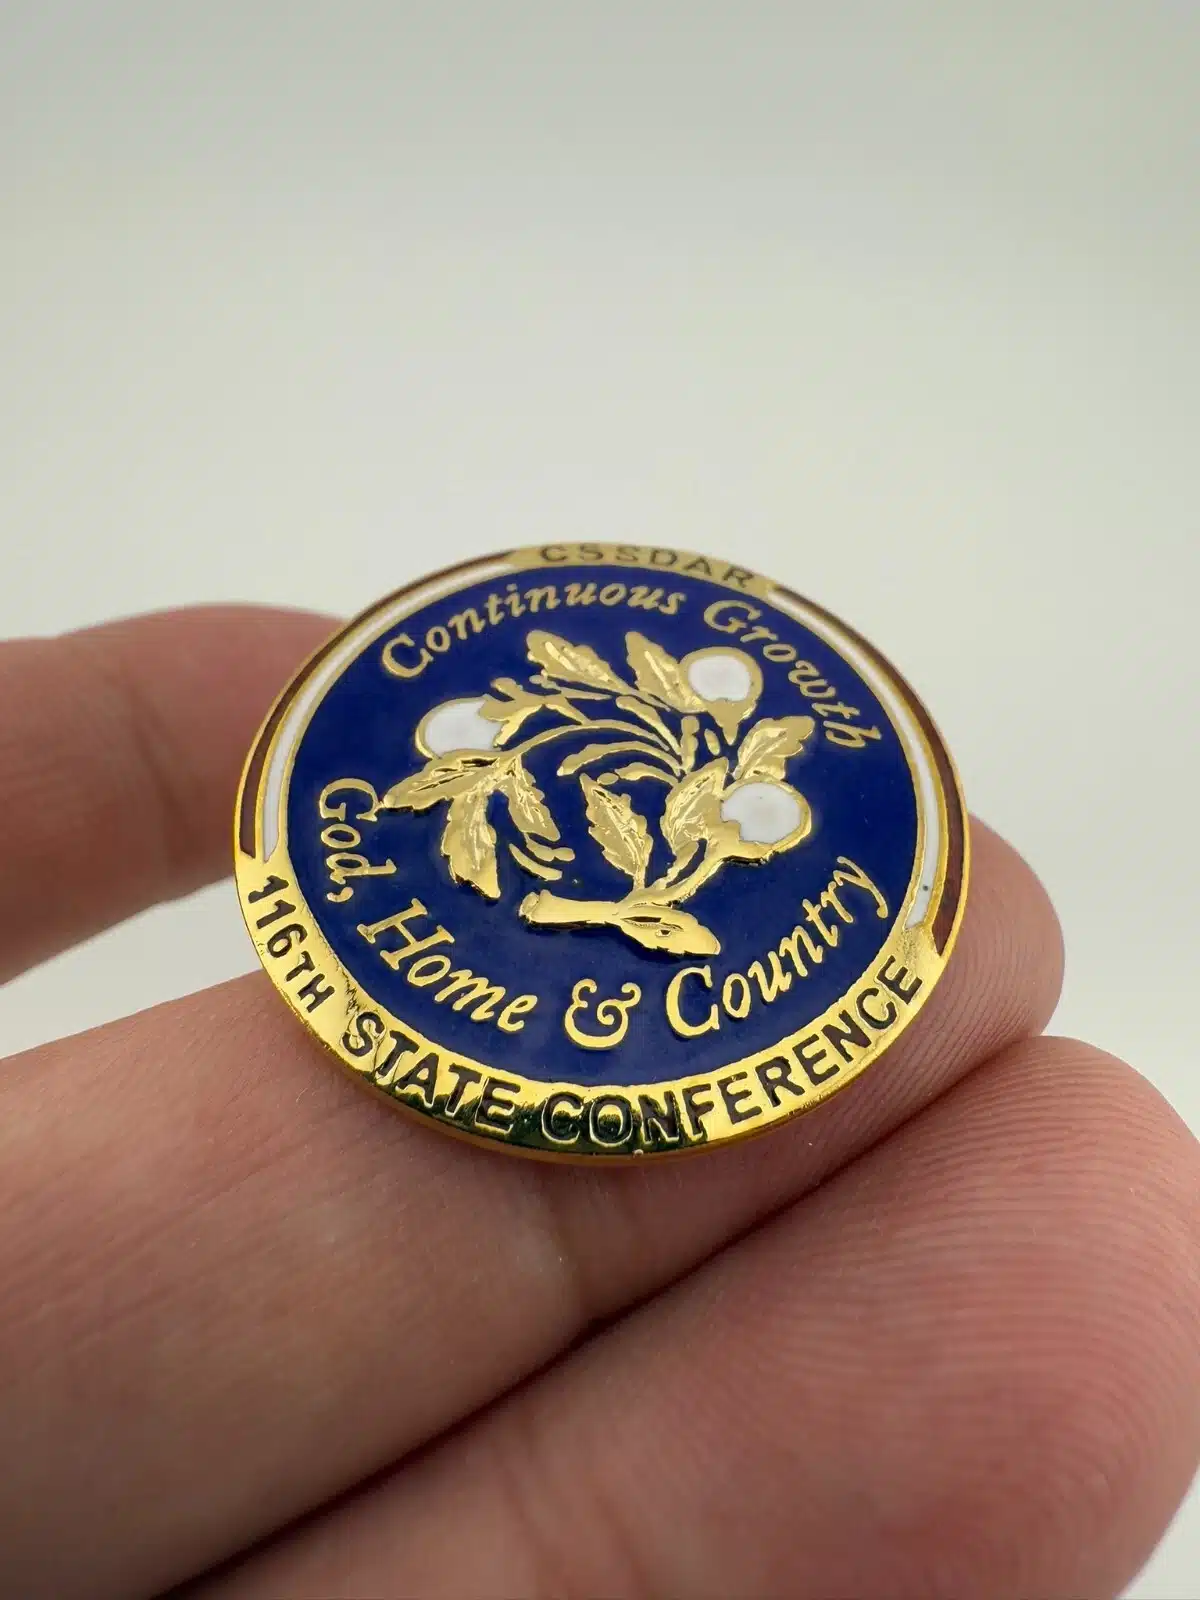 CSSDAR
Continuous Growth
God, Home & Country
116TH STATE CONFERENCE